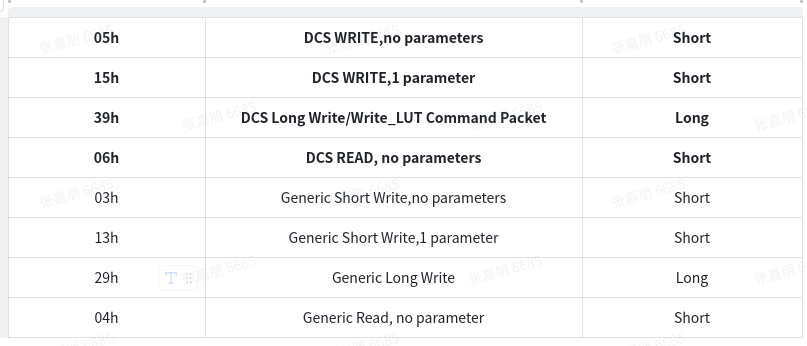 05h DCS WRITE,no parameters Short
15h DCS WRITE,1 parameter Short
39h DCS Long Write/Write_LUT Command Packet Long
06h DCS READ, no parameters Short
03h Generic Short Write,no parameters Short
13h Generic Short Write,1 parameter Short
29h Generic Long Write Long
04h Generic Read, no parameter Short
张嘉朋 6685